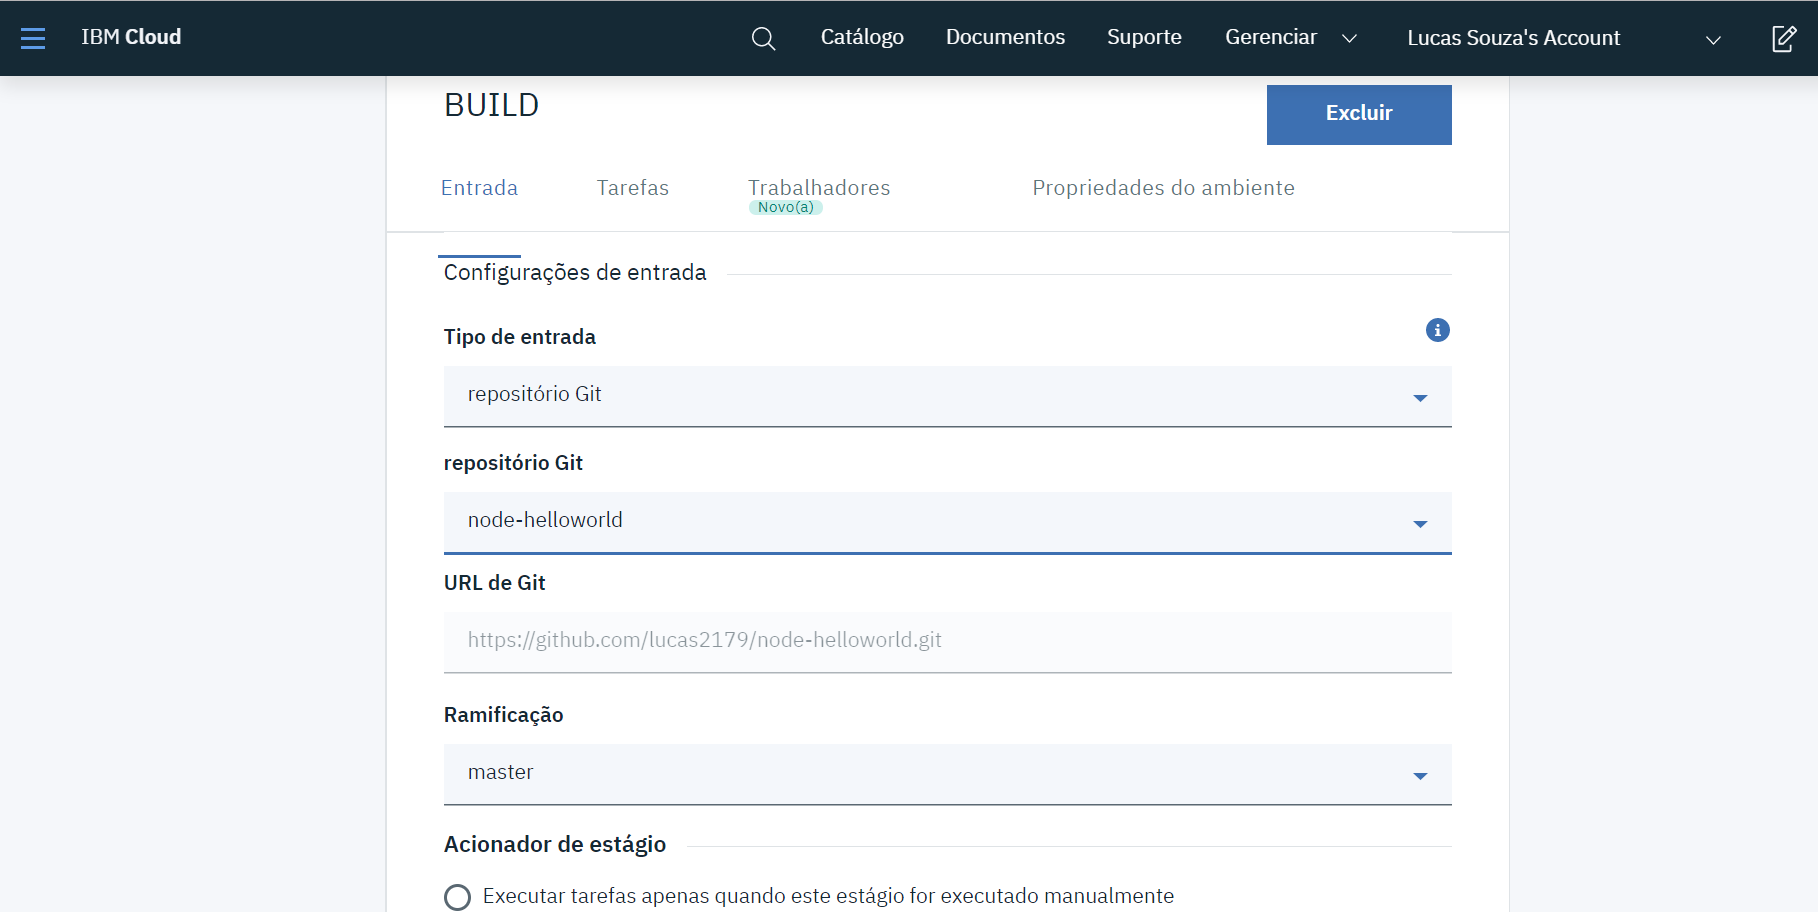 IBM Cloud
Catálogo
Documentos
Suporte
Gerenciar
Lucas Souza's Account
BUILD
Excluir
Entrada
Tarefas
Trabalhadores
Novo(a)
Propriedades do ambiente
Configurações de entrada
Tipo de entrada
repositório Git
repositório Git
node-helloworld
URL de Git
https://github.com/lucas2179/node-helloworld.git
Ramificação
master
Acionador de estágio
Executar tarefas apenas quando este estágio for executado manualmente